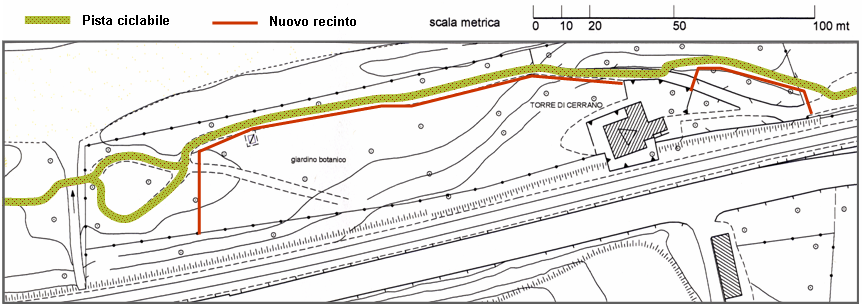 Pista ciclabile
Nuovo recinto
scala metrica
0 10 20 50 100 mt
TORRE DI CERRANO
giardino botanico